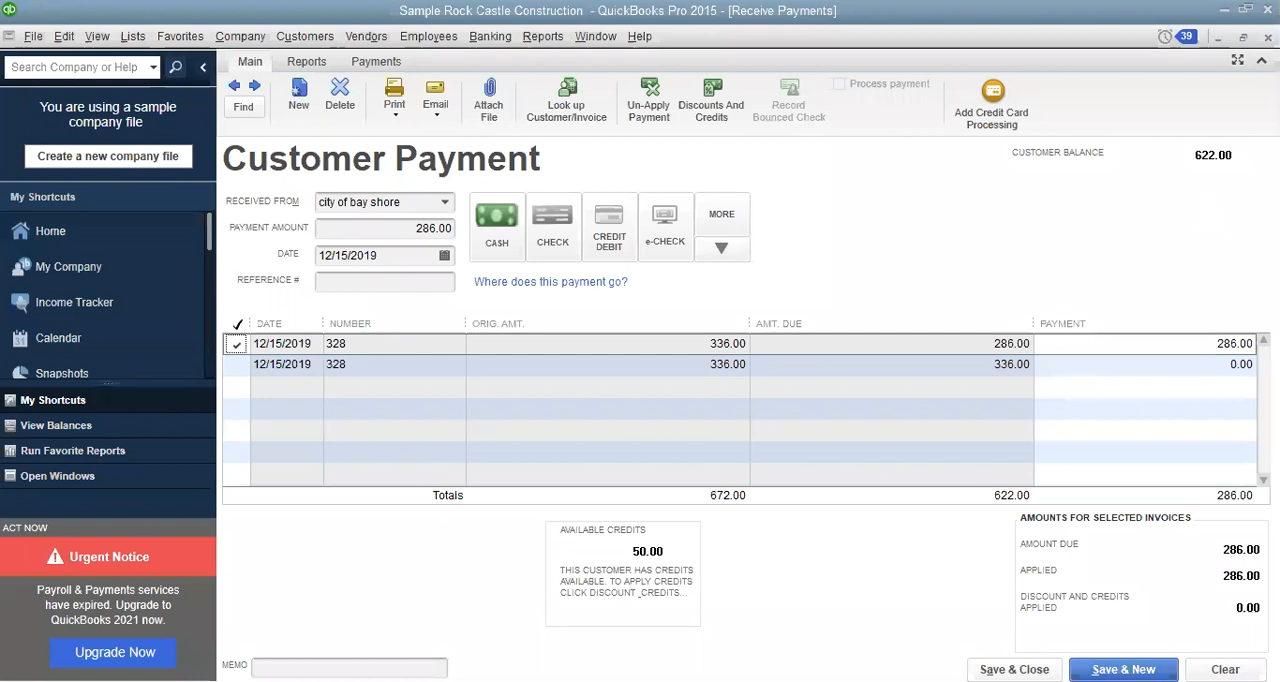 qb
Sample Rock Castle Construction - QuickBooks Pro 2015 - [Receive Payments]
File Edit View Lists Favorites Company Customers Vendors Employees Banking Reports Window Help
39
Search Company or Help
Main Reports Payments
Find
New
Delete
Print
Email
Attach
File
Look up
Customer/Invoice
Un-Apply
Payment
Discounts And
Credits
Record
Bounced Check
Process payment
Add Credit Card
Processing
You are using a sample
company file
Create a new company file
My Shortcuts
Home
My Company
Income Tracker
Calendar
31
Snapshots
My Shortcuts
View Balances
Run Favorite Reports
Open Windows
ACT NOW
Urgent Notice
Payroll & Payments services
have expired. Upgrade to
QuickBooks 2021 now.
Upgrade Now
Customer Payment
CUSTOMER BALANCE 622.00
RECEIVED FROM city of bay shore
PAYMENT AMOUNT 286.00
DATE 12/15/2019
REFERENCE #
CASH
CHECK
CREDIT
DEBIT
e-CHECK
MORE
Where does this payment go?
DATE NUMBER ORIG. AMT. AMT. DUE PAYMENT
12/15/2019 328 336.00 286.00 286.00
12/15/2019 328 336.00 336.00 0.00
Totals 672.00 622.00 286.00
AVAILABLE CREDITS
50.00
THIS CUSTOMER HAS CREDITS
AVAILABLE. TO APPLY CREDITS
CLICK DISCOUNT _CREDITS...
AMOUNTS FOR SELECTED INVOICES
AMOUNT DUE 286.00
APPLIED 286.00
DISCOUNT AND CREDITS
APPLIED 0.00
MEMO
Save & Close
Save & New
Clear